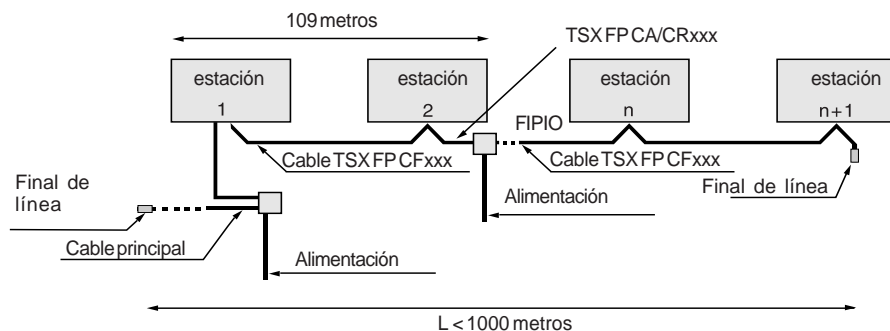 109 metros
TSX FP CA/CRxxx
estación
1
estación
2
estación
n
estación
n+1
FIPIO
Cable TSX FP CFxxx
Cable TSX FP CFxxx
Final de
línea
Final de línea
Alimentación
Cable principal
Alimentación
L < 1000 metros